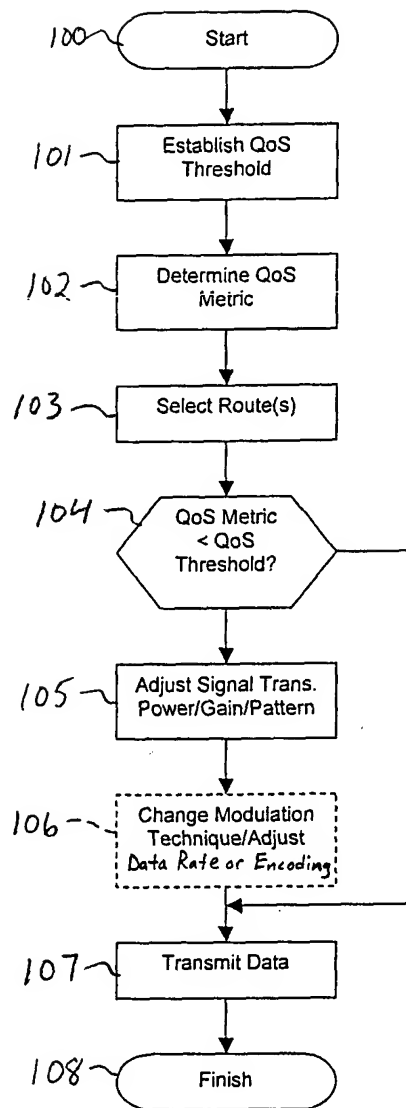 100
Start
101
Establish QoS
Threshold
102
Determine QoS
Metric
103
Select Route(s)
104
QoS Metric
< QoS
Threshold?
105
Adjust Signal Trans.
Power/Gain/Pattern
106
Change Modulation
Technique/Adjust
Data Rate or Encoding
107
Transmit Data
108
Finish